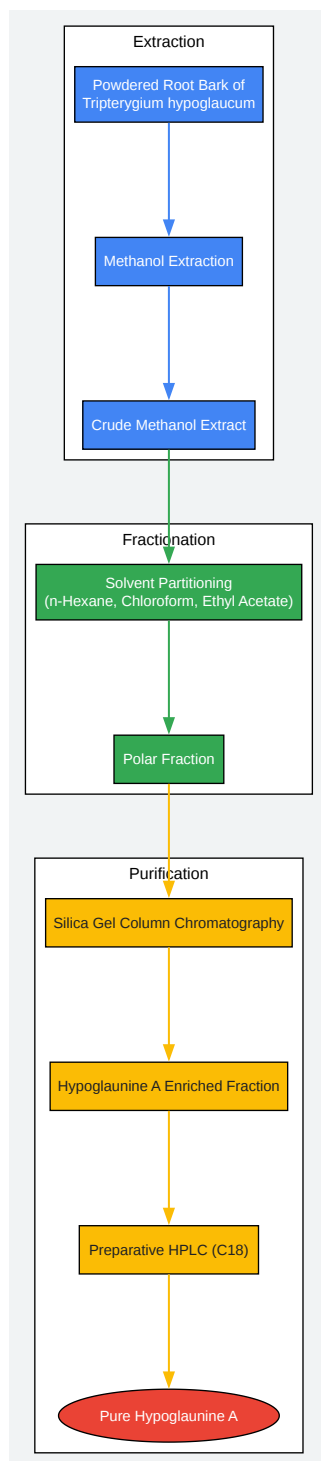 Extraction
Powdered Root Bark of
Tripterygium hypoglaucum
Methanol Extraction
Crude Methanol Extract
Fractionation
Solvent Partitioning
(n-Hexane, Chloroform, Ethyl Acetate)
Polar Fraction
Purification
Silica Gel Column Chromatography
Hypoglaunine A Enriched Fraction
Preparative HPLC (C18)
Pure Hypoglaunine A